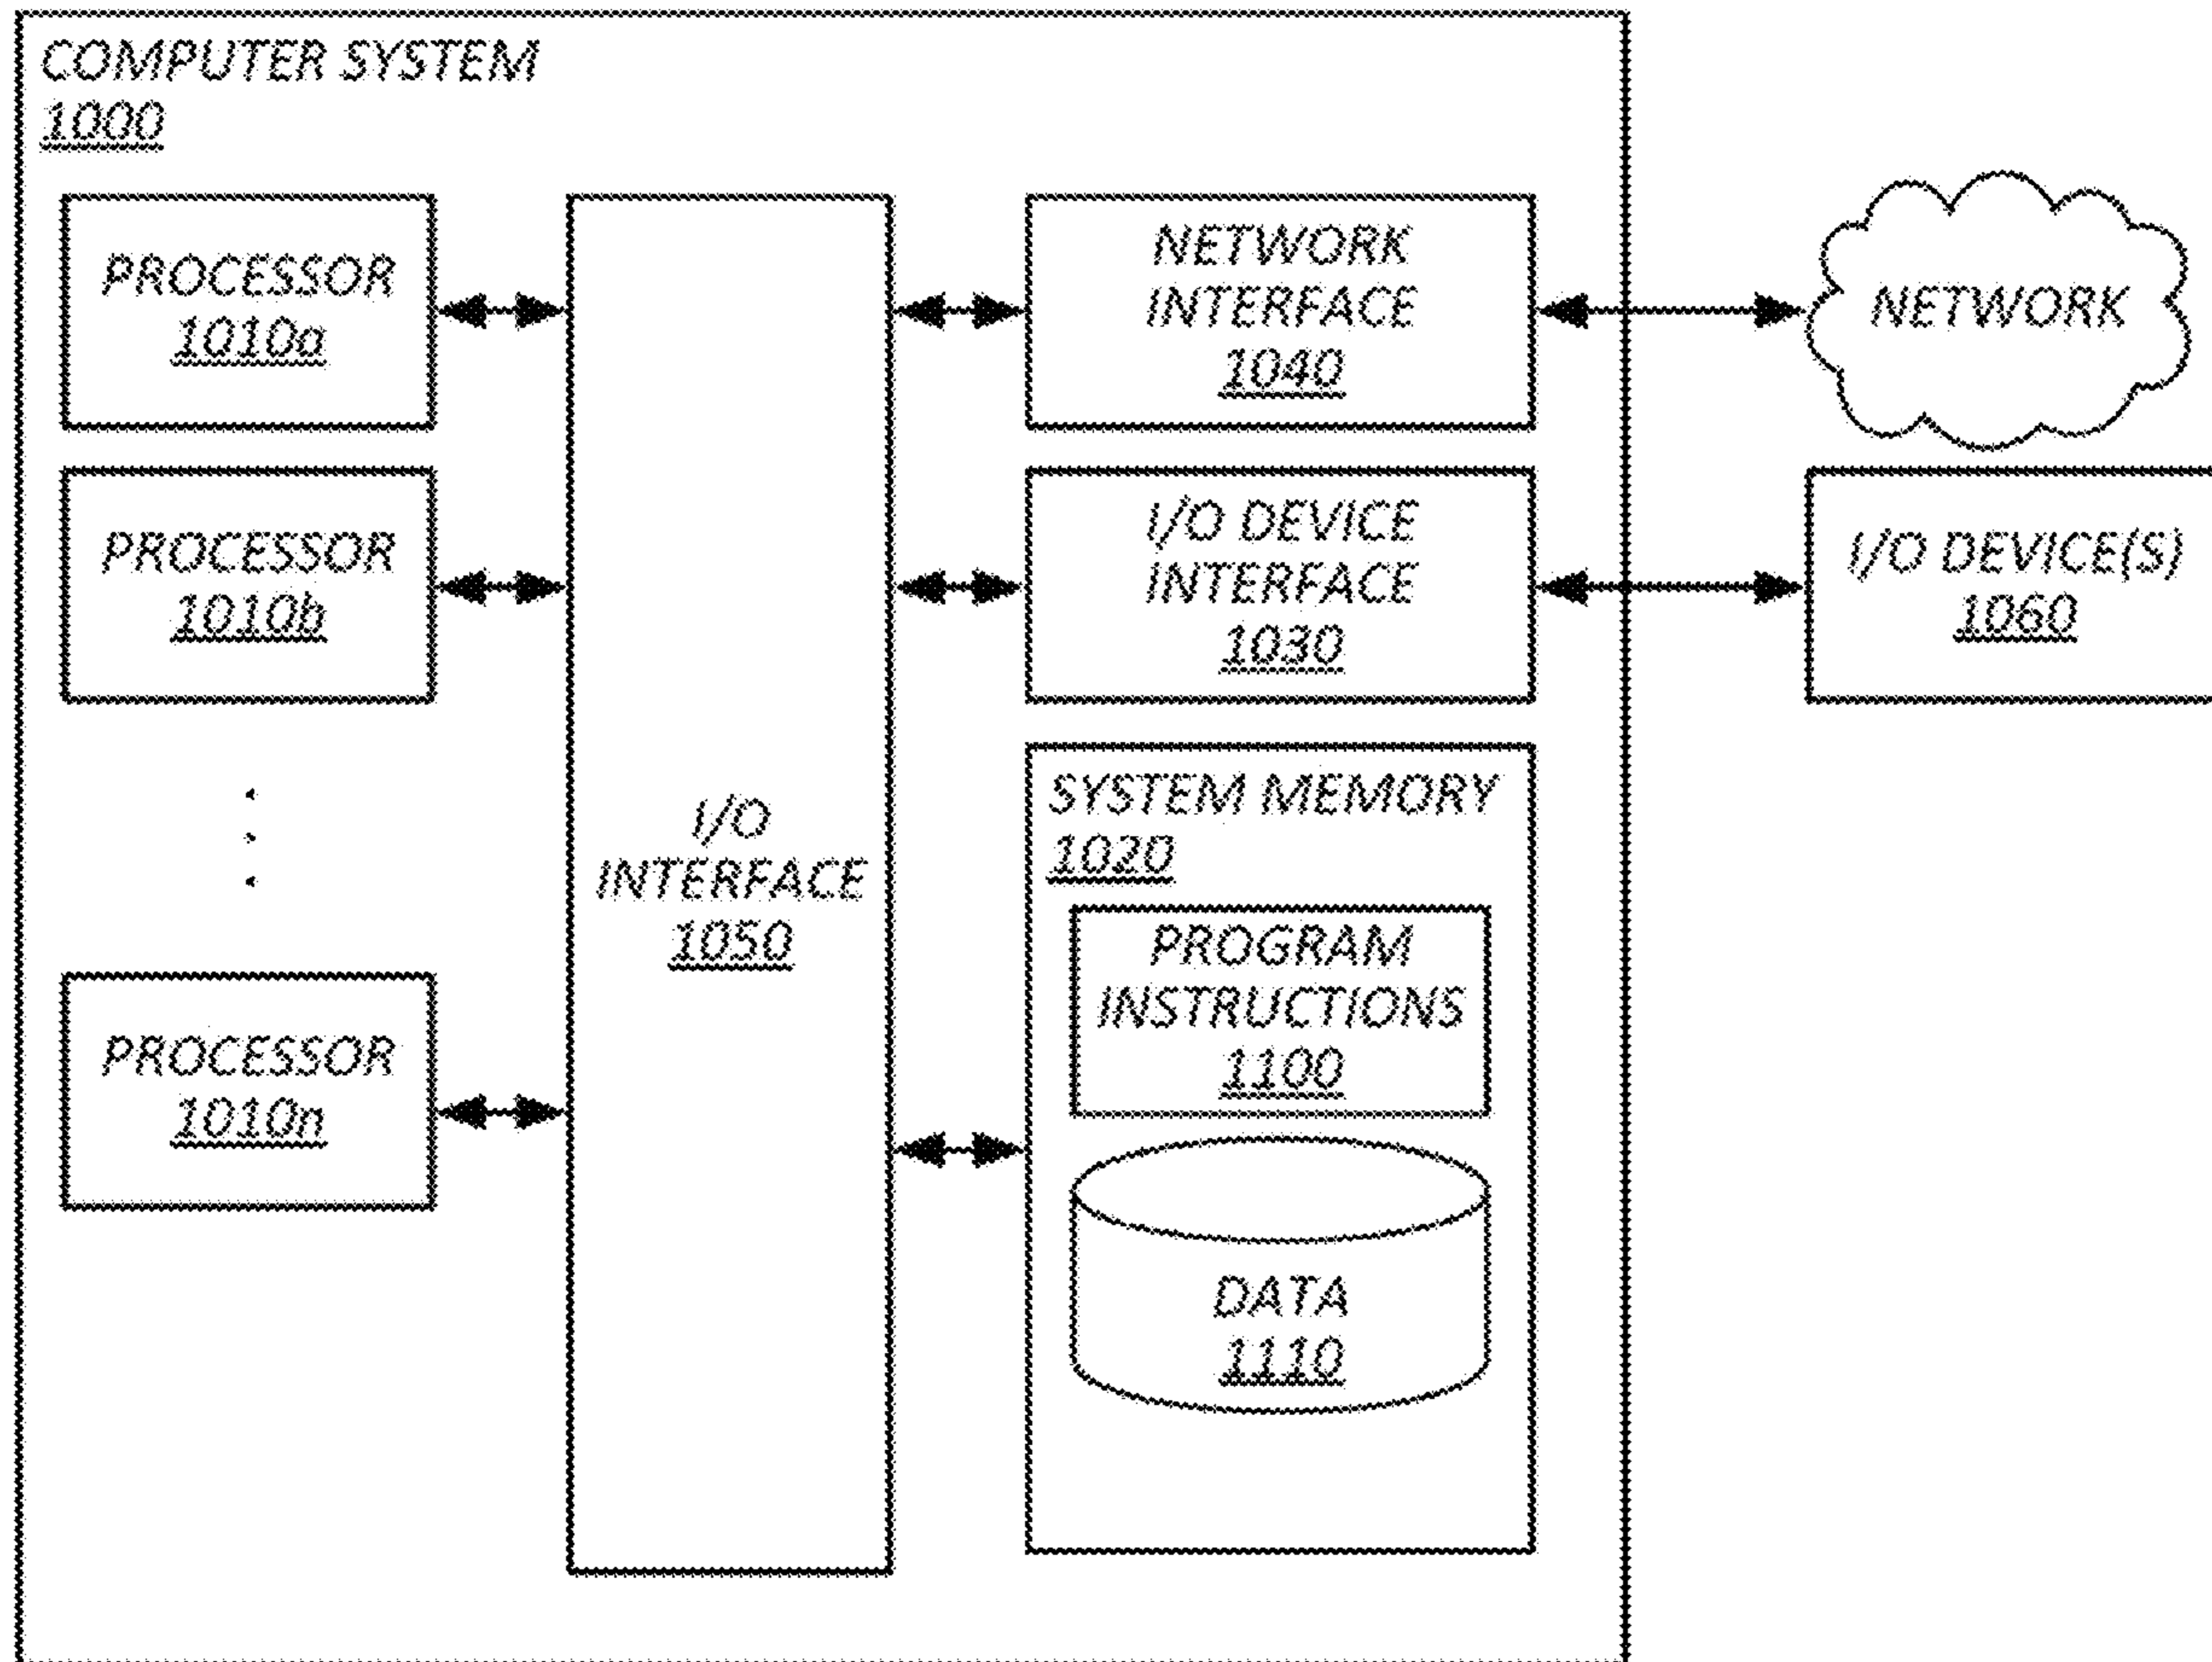 COMPUTER SYSTEM
1000
PROCESSOR
1010a
PROCESSOR
1010b
PROCESSOR
1010n
I/O
INTERFACE
1050
NETWORK
INTERFACE
1040
I/O DEVICE
INTERFACE
1030
SYSTEM MEMORY
1020
PROGRAM
INSTRUCTIONS
1100
DATA
1110
NETWORK
I/O DEVICE(S)
1060